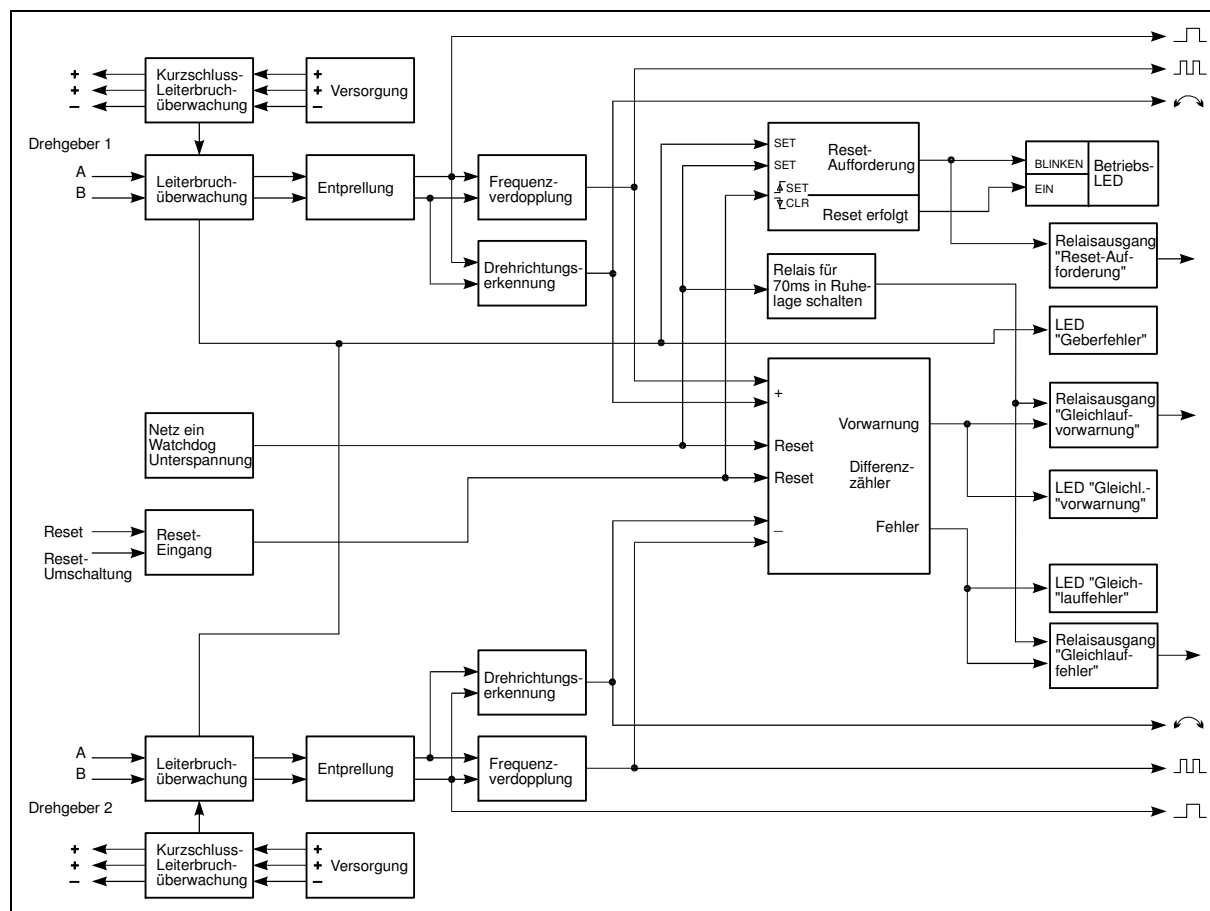 Kurzschluss-
Leiterbruch-
überwachung
+
+
–
+
+
–
Versorgung
Drehgeber 1
A
B
Leiterbruch-
überwachung
Entprellung
Frequenz-
verdopplung
Drehrichtungs-
erkennung
SET
SET
SET
CLR
Reset-
Aufforderung
Reset erfolgt
BLINKEN
EIN
Betriebs-
LED
Relaisausgang
"Reset-Auf-
forderung"
Relais für
70ms in Ruhe-
lage schalten
LED
"Geberfehler"
Netz ein
Watchdog
Unterspannung
+
Reset
Reset
–
Vorwarnung
Differenz-
zähler
Fehler
Relaisausgang
"Gleichlauf-
vorwarnung"
LED "Gleichl.-
"vorwarnung"
Reset
Reset-
Umschaltung
Reset-
Eingang
LED "Gleich-
"lauffehler"
Relaisausgang
"Gleichlauf-
fehler"
Drehrichtungs-
erkennung
A
B
Leiterbruch-
überwachung
Entprellung
Frequenz-
verdopplung
Drehgeber 2
+
+
–
Kurzschluss-
Leiterbruch-
überwachung
+
+
–
Versorgung